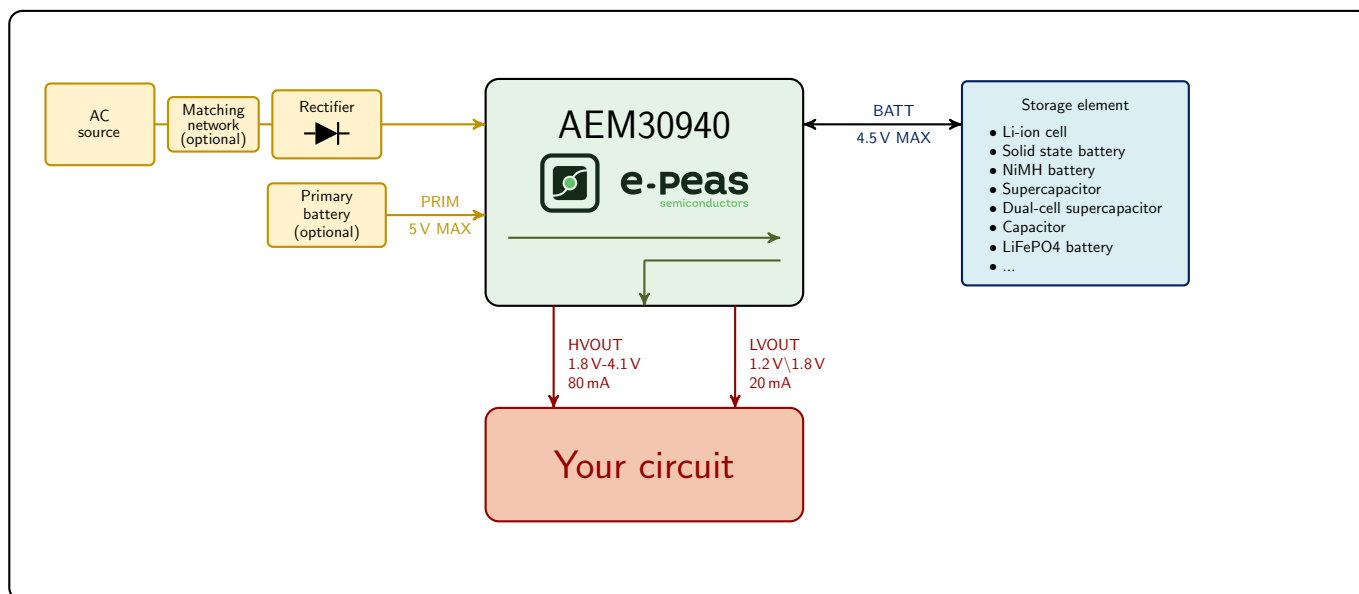 AC
source
Matching
network
(optional)
Rectifier
Primary
battery
(optional)
PRIM
5 V MAX
AEM30940
e-peas
semiconductors
BATT
4.5 V MAX
Storage element
• Li-ion cell
• Solid state battery
• NiMH battery
• Supercapacitor
• Dual-cell supercapacitor
• Capacitor
• LiFePO4 battery
• ...
HVOUT
1.8 V-4.1 V
80 mA
LVOUT
1.2 V\1.8 V
20 mA
Your circuit